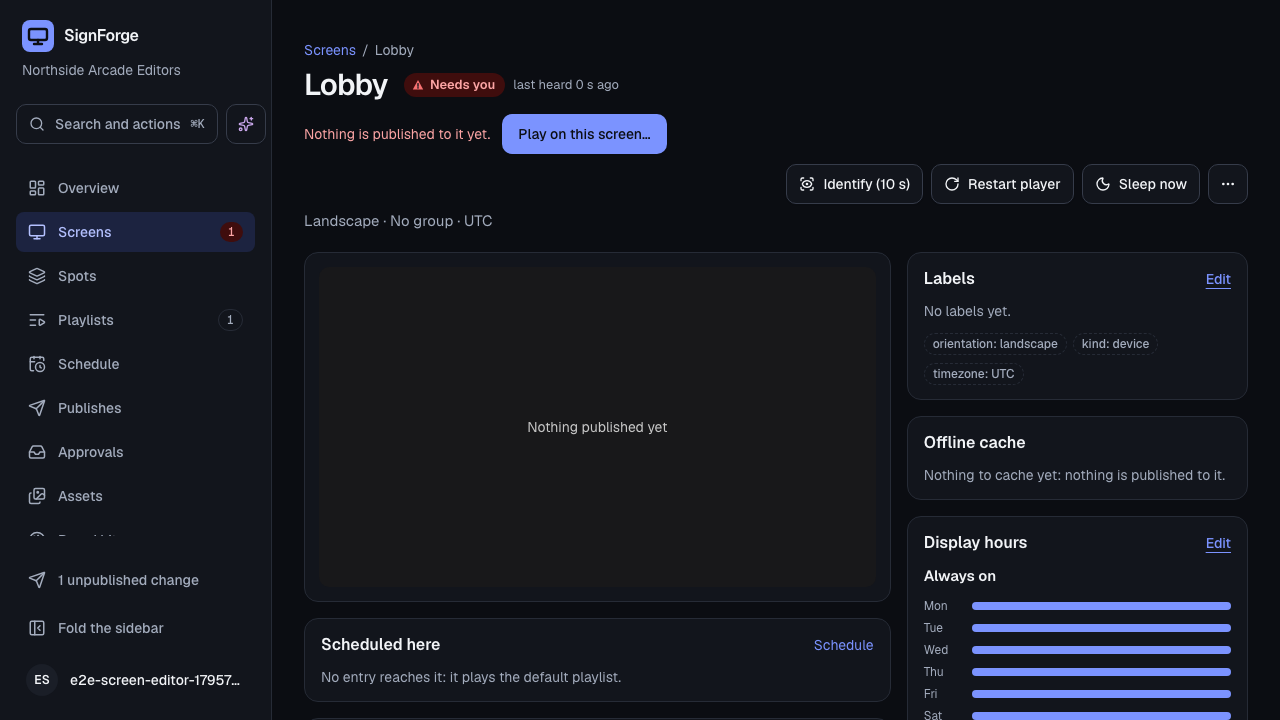 SignForge
Northside Arcade Editors
Search and actions ⌘K
Overview
Screens 1
Spots
Playlists 1
Schedule
Publishes
Approvals
Assets
1 unpublished change
Fold the sidebar
ES e2e-screen-editor-17957…
Screens / Lobby
Lobby Needs you last heard 0 s ago
Nothing is published to it yet. Play on this screen…
Identify (10 s) Restart player Sleep now
Landscape · No group · UTC
Nothing published yet
Scheduled here Schedule
No entry reaches it: it plays the default playlist.
Labels Edit
No labels yet.
orientation: landscape kind: device
timezone: UTC
Offline cache
Nothing to cache yet: nothing is published to it.
Display hours Edit
Always on
Mon
Tue
Wed
Thu
Fri
Sat